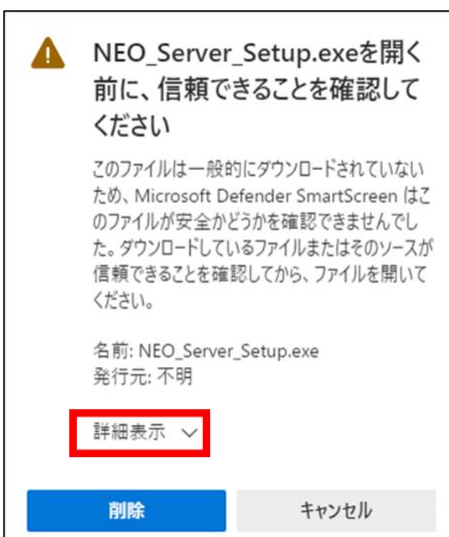 NEO_Server_Setup.exeを開く
前に、信頼できることを確認して
ください
このファイルは一般的にダウンロードされていない
ため、Microsoft Defender SmartScreen はこ
のファイルが安全かどうかを確認できませんでし
た。ダウンロードしているファイルまたはそのソースが
信頼できることを確認してから、ファイルを開いて
ください。
名前: NEO_Server_Setup.exe
発行元: 不明
詳細表示
削除
キャンセル